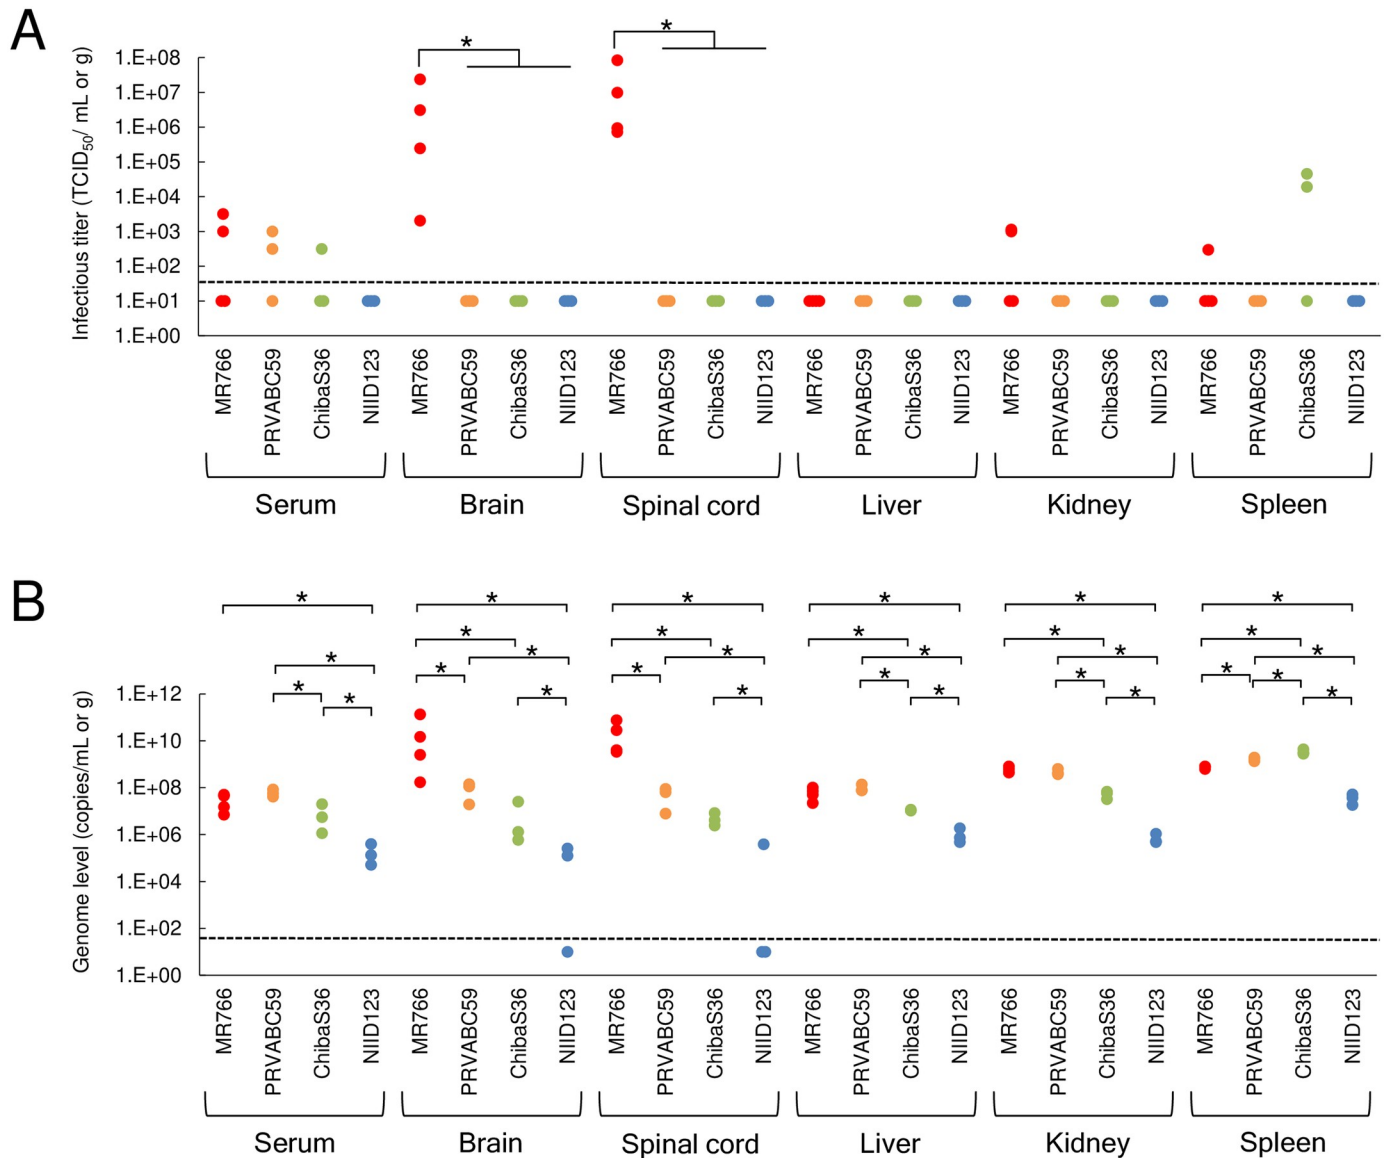 A
*
*
Infectious titer (TCID50/ mL or g)
1.E+08
1.E+07
1.E+06
1.E+05
1.E+04
1.E+03
1.E+02
1.E+01
1.E+00
MR766 PRVABC59 ChibaS36 NIID123 MR766 PRVABC59 ChibaS36 NIID123 MR766 PRVABC59 ChibaS36 NIID123 MR766 PRVABC59 ChibaS36 NIID123 MR766 PRVABC59 ChibaS36 NIID123 MR766 PRVABC59 ChibaS36 NIID123
Serum Brain Spinal cord Liver Kidney Spleen
B
* * * * * *
* * * * *
* * * * * *
* * * * * * *
* * * * * *
Genome level (copies/mL or g)
1.E+12
1.E+10
1.E+08
1.E+06
1.E+04
1.E+02
1.E+00
MR766 PRVABC59 ChibaS36 NIID123 MR766 PRVABC59 ChibaS36 NIID123 MR766 PRVABC59 ChibaS36 NIID123 MR766 PRVABC59 ChibaS36 NIID123 MR766 PRVABC59 ChibaS36 NIID123 MR766 PRVABC59 ChibaS36 NIID123
Serum Brain Spinal cord Liver Kidney Spleen